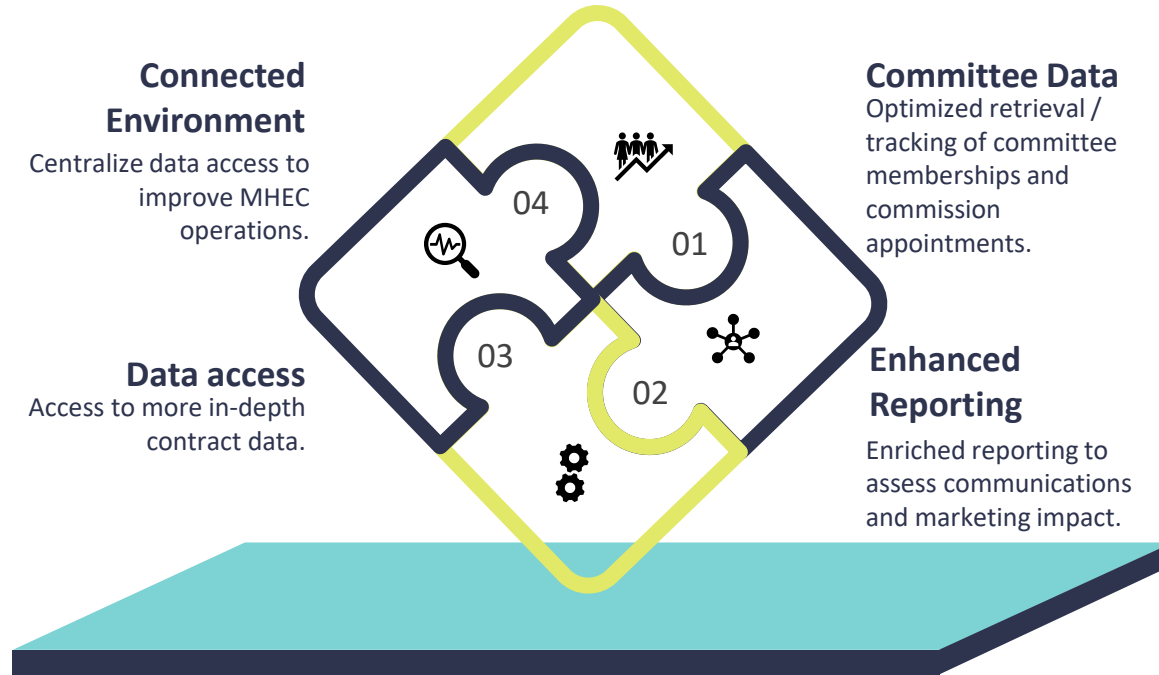 Connected
Environment
Centralize data access to
improve MHEC
operations.
Committee Data
Optimized retrieval /
tracking of committee
memberships and
commission
appointments.
04
01
03
02
Data access
Access to more in-depth
contract data.
Enhanced
Reporting
Enriched reporting to
assess communications
and marketing impact.